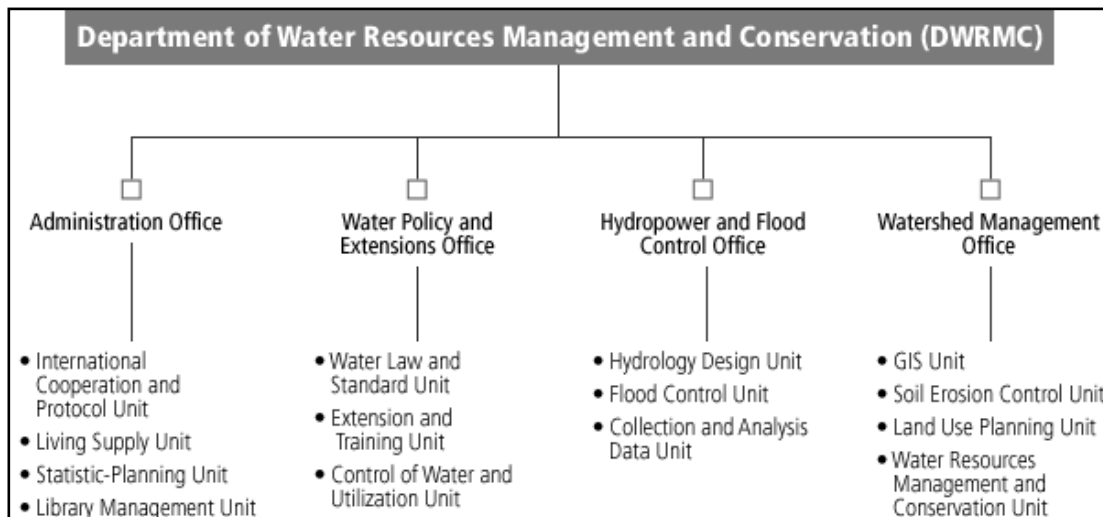 Department of Water Resources Management and Conservation (DWRMC)
Administration Office
Water Policy and
Extensions Office
Hydropower and Flood
Control Office
Watershed Management
Office
• International
Cooperation and
Protocol Unit
• Living Supply Unit
• Statistic-Planning Unit
• Library Management Unit
• Water Law and
Standard Unit
• Extension and
Training Unit
• Control of Water and
Utilization Unit
• Hydrology Design Unit
• Flood Control Unit
• Collection and Analysis
Data Unit
• GIS Unit
• Soil Erosion Control Unit
• Land Use Planning Unit
• Water Resources
Management and
Conservation Unit